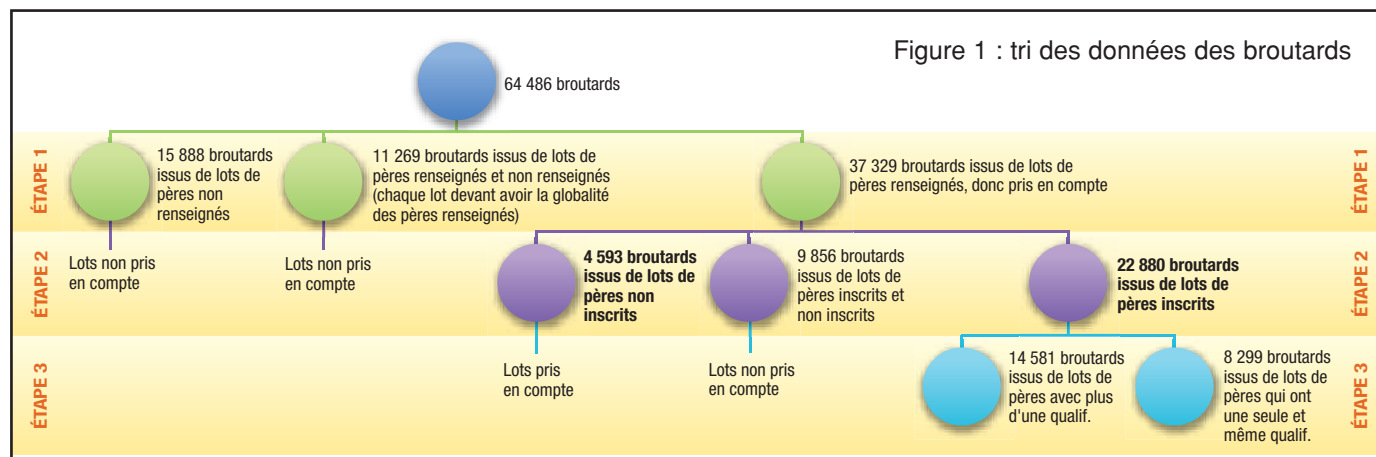 Figure 1 : tri des données des broutards
64 486 broutards
ÉTAPE 1
15 888 broutards
issus de lots de
pères non
renseignés
11 269 broutards issus de lots de
pères renseignés et non renseignés
(chaque lot devant avoir la globalité
des pères renseignés)
37 329 broutards issus de lots de
pères renseignés, donc pris en compte
ÉTAPE 1
ÉTAPE 2
Lots non pris
en compte
Lots non pris
en compte
4 593 broutards
issus de lots de
pères non
inscrits
9 856 broutards
issus de lots de
pères inscrits et
non inscrits
22 880 broutards
issus de lots de
pères inscrits
ÉTAPE 2
ÉTAPE 3
Lots pris
en compte
Lots non pris
en compte
14 581 broutards
issus de lots de
pères avec plus
d'une qualif.
8 299 broutards
issus de lots de
pères qui ont
une seule et
même qualif.
ÉTAPE 3